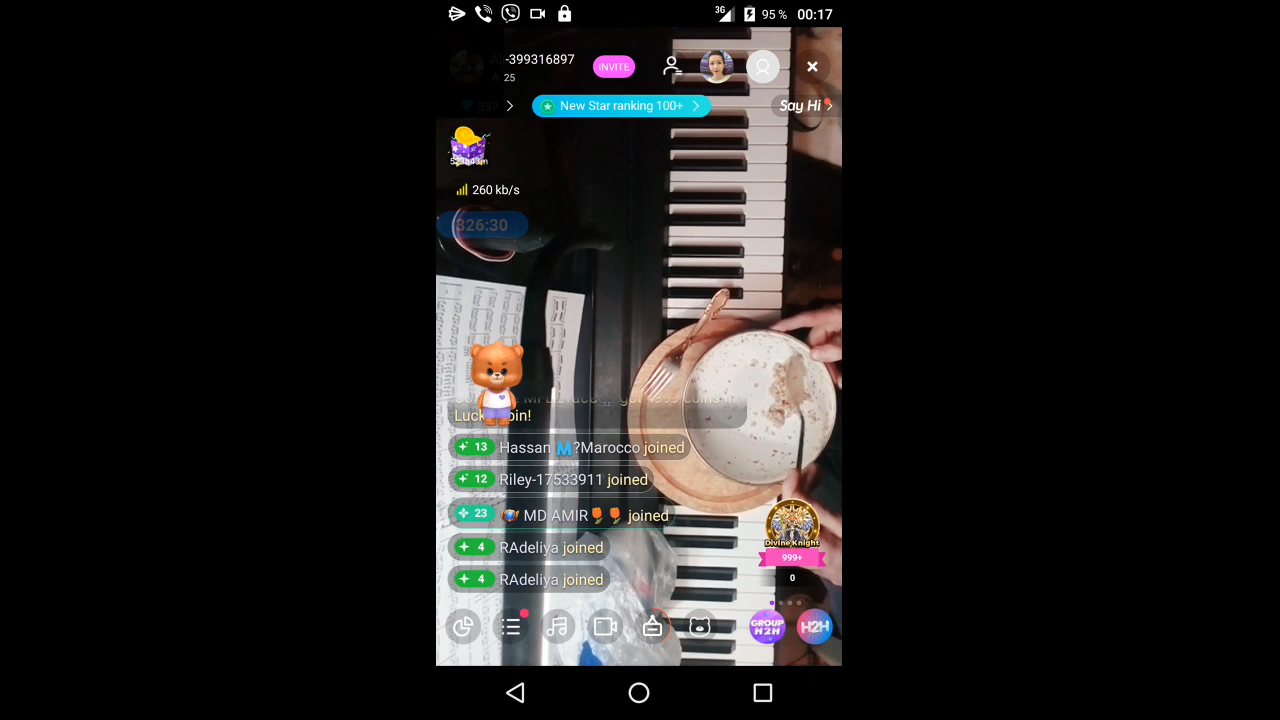 3G 95 % 00:17
-399316897
INVITE
25
387
New Star ranking 100+
Say Hi
260 kb/s
326:30
13 Hassan M?Marocco joined
12 Riley-17533911 joined
23 MD AMIR🌷🌷 joined
4 RAdeliya joined
4 RAdeliya joined
Divine Knight
999+
0
GROUP
H2H
H2H